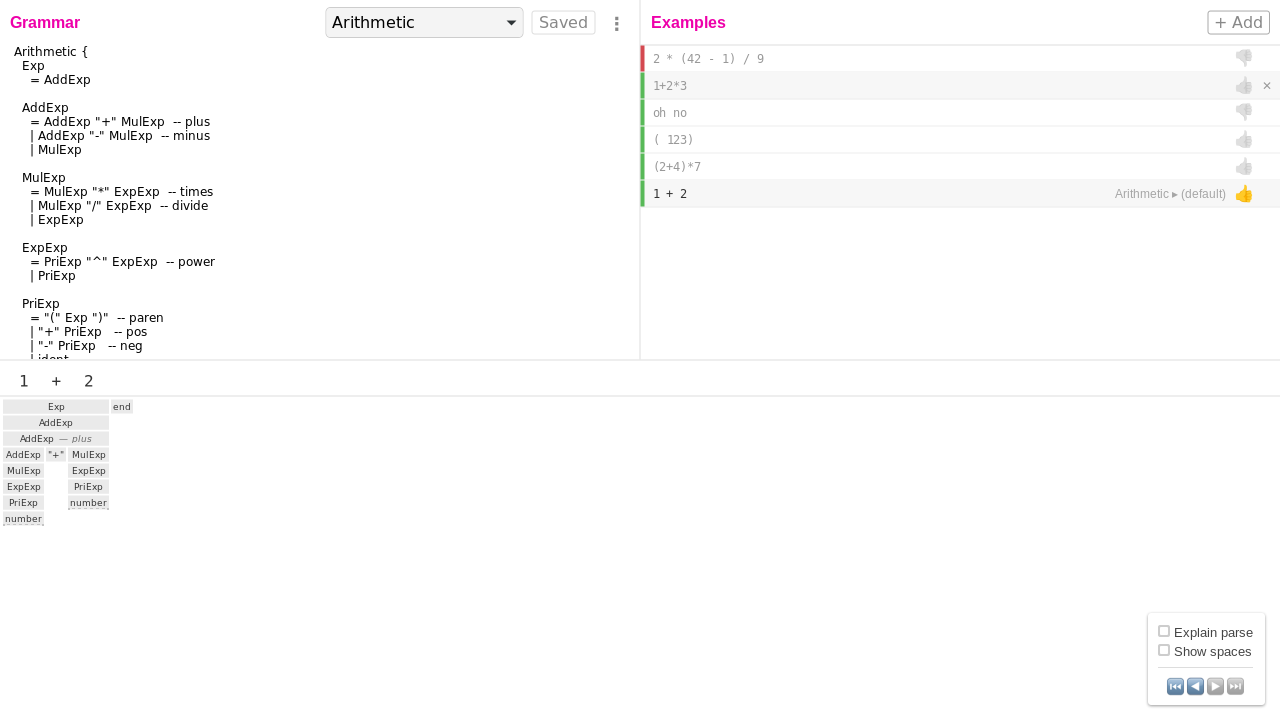 Grammar
Arithmetic
Saved
Arithmetic {
Exp
= AddExp
AddExp
= AddExp "+" MulExp -- plus
| AddExp "-" MulExp -- minus
| MulExp
MulExp
= MulExp "*" ExpExp -- times
| MulExp "/" ExpExp -- divide
| ExpExp
ExpExp
= PriExp "^" ExpExp -- power
| PriExp
PriExp
= "(" Exp ")" -- paren
| "+" PriExp -- pos
| "-" PriExp -- neg
| ident
Examples
+ Add
2 * (42 - 1) / 9
1+2*3
oh no
( 123)
(2+4)*7
1 + 2 Arithmetic ▸ (default)
1 + 2
Exp end
AddExp
AddExp — plus
AddExp "+" MulExp
MulExp ExpExp
ExpExp PriExp
PriExp number
number
Explain parse
Show spaces